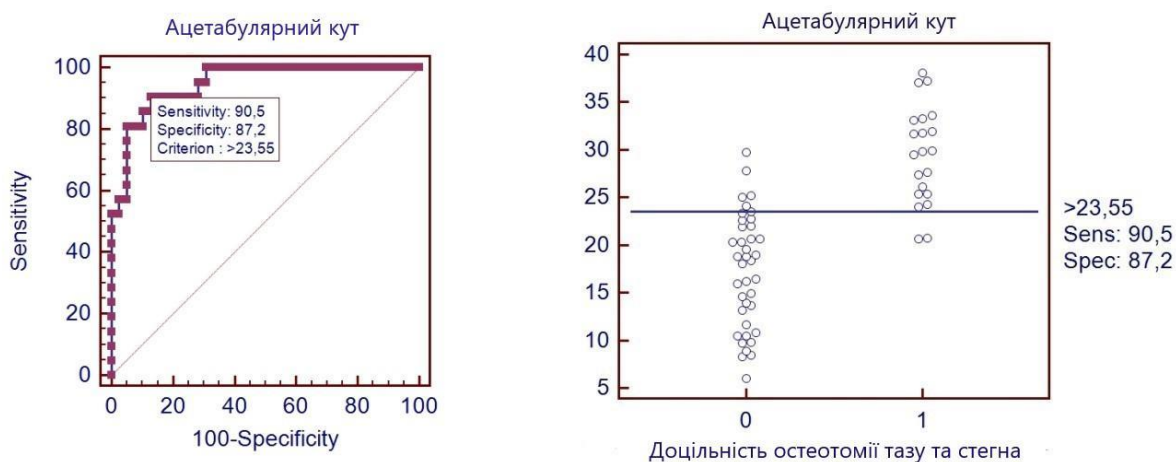 Ацетабулярний кут
100
80
60
40
20
0
Sensitivity
Sensitivity: 90,5
Specificity: 87,2
Criterion : >23,55
0 20 40 60 80 100
100-Specificity
Ацетабулярний кут
40
35
30
25
20
15
10
5
>23,55
Sens: 90,5
Spec: 87,2
0 1
Доцільність остеотомії тазу та стегна